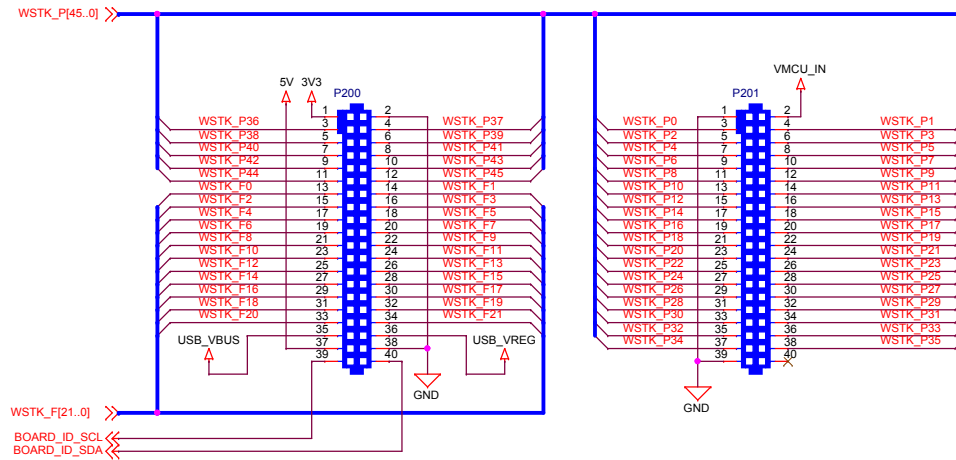 WSTK_P[45..0]
5V 3V3
P200
VMCU_IN
P201
1 2
WSTK_P36 3 4 WSTK_P37
WSTK_P38 5 6 WSTK_P39
WSTK_P40 7 8 WSTK_P41
WSTK_P42 9 10 WSTK_P43
WSTK_P44 11 12 WSTK_P45
WSTK_F0 13 14 WSTK_F1
WSTK_F2 15 16 WSTK_F3
WSTK_F4 17 18 WSTK_F5
WSTK_F6 19 20 WSTK_F7
WSTK_F8 21 22 WSTK_F9
WSTK_F10 23 24 WSTK_F11
WSTK_F12 25 26 WSTK_F13
WSTK_F14 27 28 WSTK_F15
WSTK_F16 29 30 WSTK_F17
WSTK_F18 31 32 WSTK_F19
WSTK_F20 33 34 WSTK_F21
USB_VBUS 35 36 USB_VREG
37 38
39 40
GND
1 2
WSTK_P0 3 4 WSTK_P1
WSTK_P2 5 6 WSTK_P3
WSTK_P4 7 8 WSTK_P5
WSTK_P6 9 10 WSTK_P7
WSTK_P8 11 12 WSTK_P9
WSTK_P10 13 14 WSTK_P11
WSTK_P12 15 16 WSTK_P13
WSTK_P14 17 18 WSTK_P15
WSTK_P16 19 20 WSTK_P17
WSTK_P18 21 22 WSTK_P19
WSTK_P20 23 24 WSTK_P21
WSTK_P22 25 26 WSTK_P23
WSTK_P24 27 28 WSTK_P25
WSTK_P26 29 30 WSTK_P27
WSTK_P28 31 32 WSTK_P29
WSTK_P30 33 34 WSTK_P31
WSTK_P32 35 36 WSTK_P33
WSTK_P34 37 38 WSTK_P35
39 40
GND
WSTK_F[21..0]
BOARD_ID_SCL
BOARD_ID_SDA